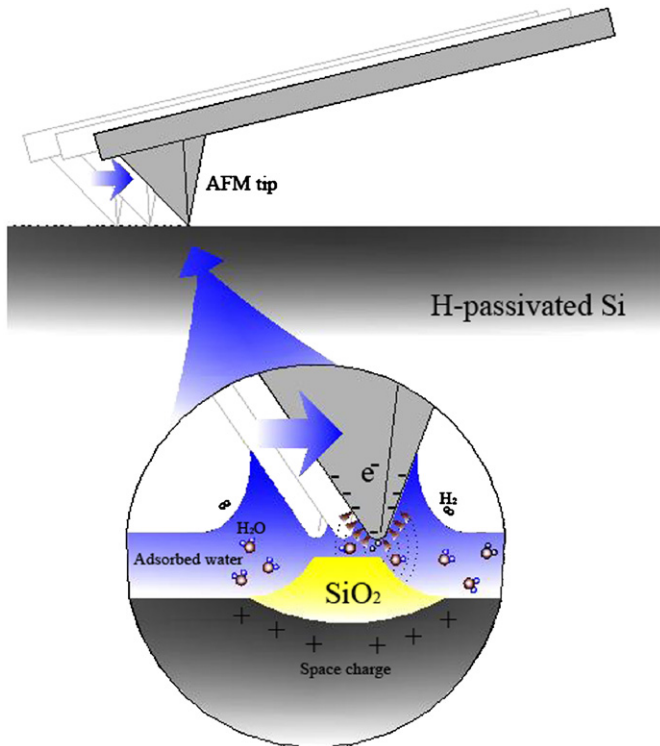 AFM tip
H-passivated Si
e⁻
H₂
H₂O
Adsorbed water
SiO₂
Space charge